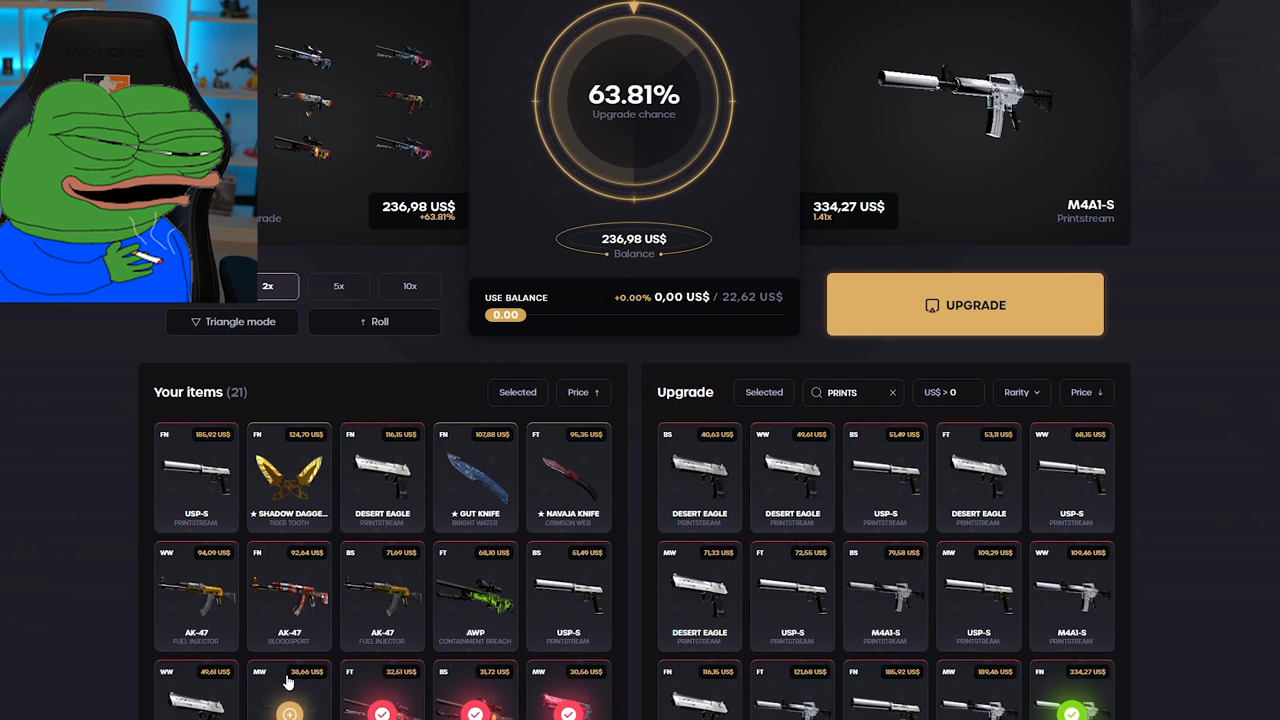 63.81%
Upgrade chance
236,98 US$
+63.81%
334,27 US$
1.41x
M4A1-S
Printstream
236,98 US$
Balance
2x
5x
10x
Triangle mode
↑ Roll
USE BALANCE
+0.00% 0,00 US$ / 22,62 US$
0.00
UPGRADE
Your items (21)
Selected
Price ↑
FN 185,92 US$
FN 124,70 US$
FN 116,15 US$
FN 107,88 US$
FT 95,35 US$
USP-S
★ SHADOW DAGGE...
DESERT EAGLE
★ GUT KNIFE
★ NAVAJA KNIFE
PRINTSTREAM
TIGER TOOTH
PRINTSTREAM
BRIGHT WATER
CRIMSON WEB
WW 94,09 US$
FN 92,64 US$
BS 71,69 US$
FT 68,10 US$
BS 51,49 US$
AK-47
AK-47
AK-47
AWP
USP-S
FUEL INJECTOR
BLOODSPORT
FUEL INJECTOR
CONTAINMENT BREACH
PRINTSTREAM
WW 49,61 US$
MW 38,66 US$
FT 32,51 US$
BS 31,72 US$
MW 30,56 US$
Upgrade
Selected
PRINTS
US$ > 0
Rarity
Price ↓
BS 40,63 US$
WW 49,61 US$
BS 51,49 US$
FT 53,11 US$
WW 68,15 US$
DESERT EAGLE
DESERT EAGLE
USP-S
DESERT EAGLE
USP-S
PRINTSTREAM
PRINTSTREAM
PRINTSTREAM
PRINTSTREAM
PRINTSTREAM
MW 71,33 US$
FT 72,55 US$
BS 79,58 US$
MW 109,29 US$
WW 109,46 US$
DESERT EAGLE
USP-S
M4A1-S
USP-S
M4A1-S
PRINTSTREAM
PRINTSTREAM
PRINTSTREAM
PRINTSTREAM
PRINTSTREAM
FN 116,15 US$
FT 121,68 US$
FN 185,92 US$
MW 189,46 US$
FN 334,27 US$